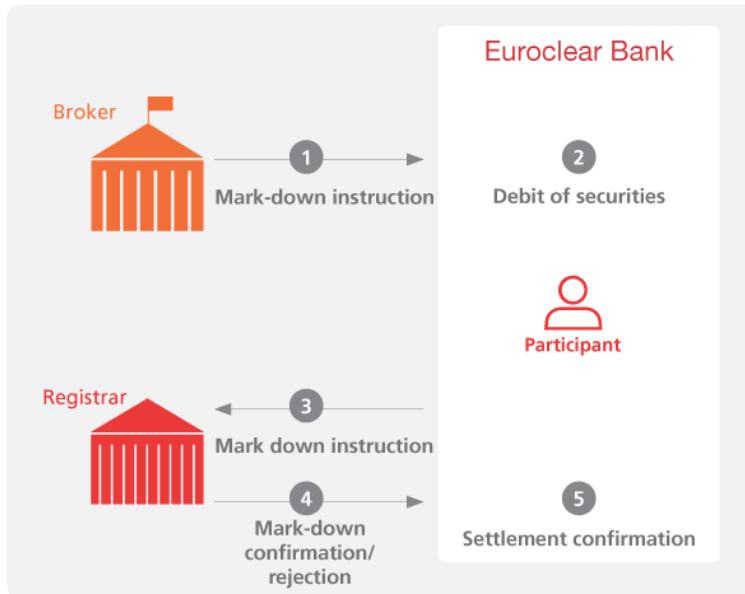 Euroclear Bank
Broker
1
2
Mark-down instruction
Debit of securities
Participant
Registrar
3
Mark down instruction
4
5
Mark-down
confirmation/
rejection
Settlement confirmation